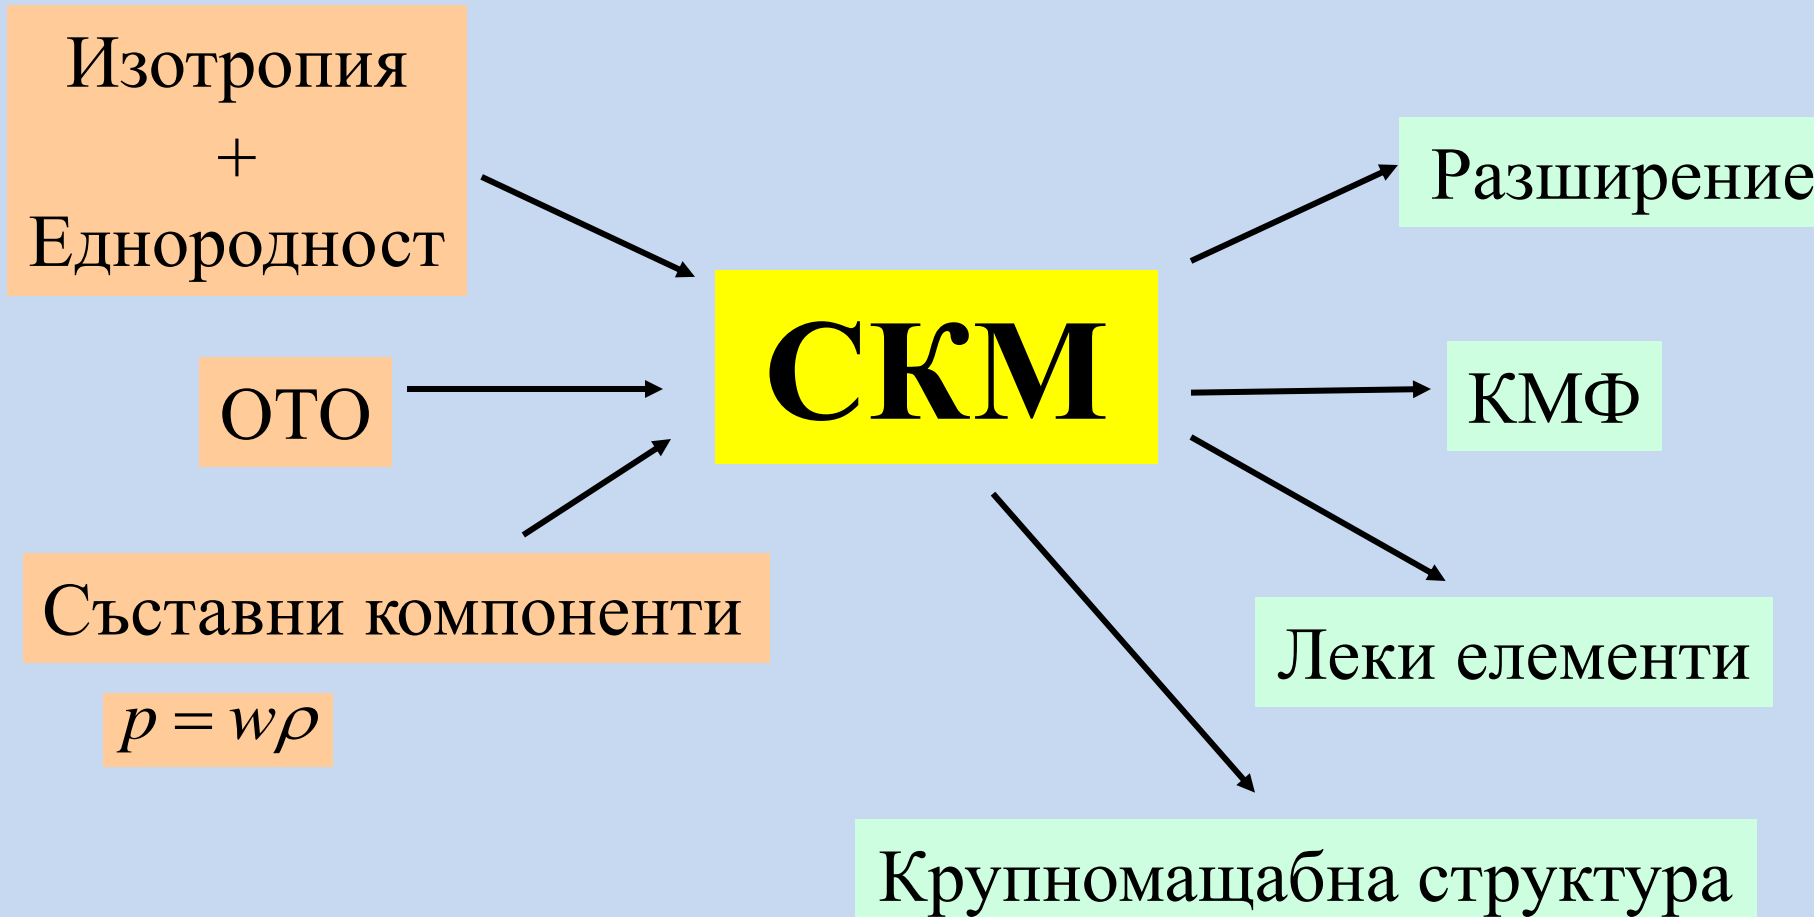 Изотропия
+
Еднородност
ОТО
Съставни компоненти
p = wρ
СКМ
Разширение
КМФ
Леки елементи
Крупномащабна структура